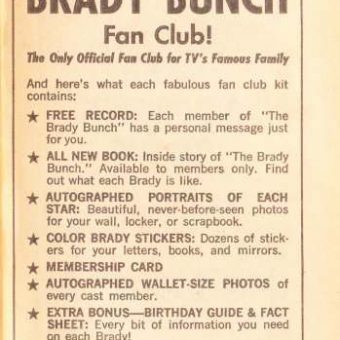 BRADY BUNCH
Fan Club!
The Only Official Fan Club for TV's Famous Family
And here's what each fabulous fan club kit
contains:
★ FREE RECORD: Each member of "The
Brady Bunch" has a personal message just
for you.
★ ALL NEW BOOK: Inside story of "The Brady
Bunch." Available to members only. Find
out what each Brady is like.
★ AUTOGRAPHED PORTRAITS OF EACH
STAR: Beautiful, never-before-seen photos
for your wall, locker, or scrapbook.
★ COLOR BRADY STICKERS: Dozens of stick-
ers for your letters, books, and mirrors.
★ MEMBERSHIP CARD
★ AUTOGRAPHED WALLET-SIZE PHOTOS of
every cast member.
★ EXTRA BONUS—BIRTHDAY GUIDE & FACT
SHEET: Every bit of information you need
on each Brady!